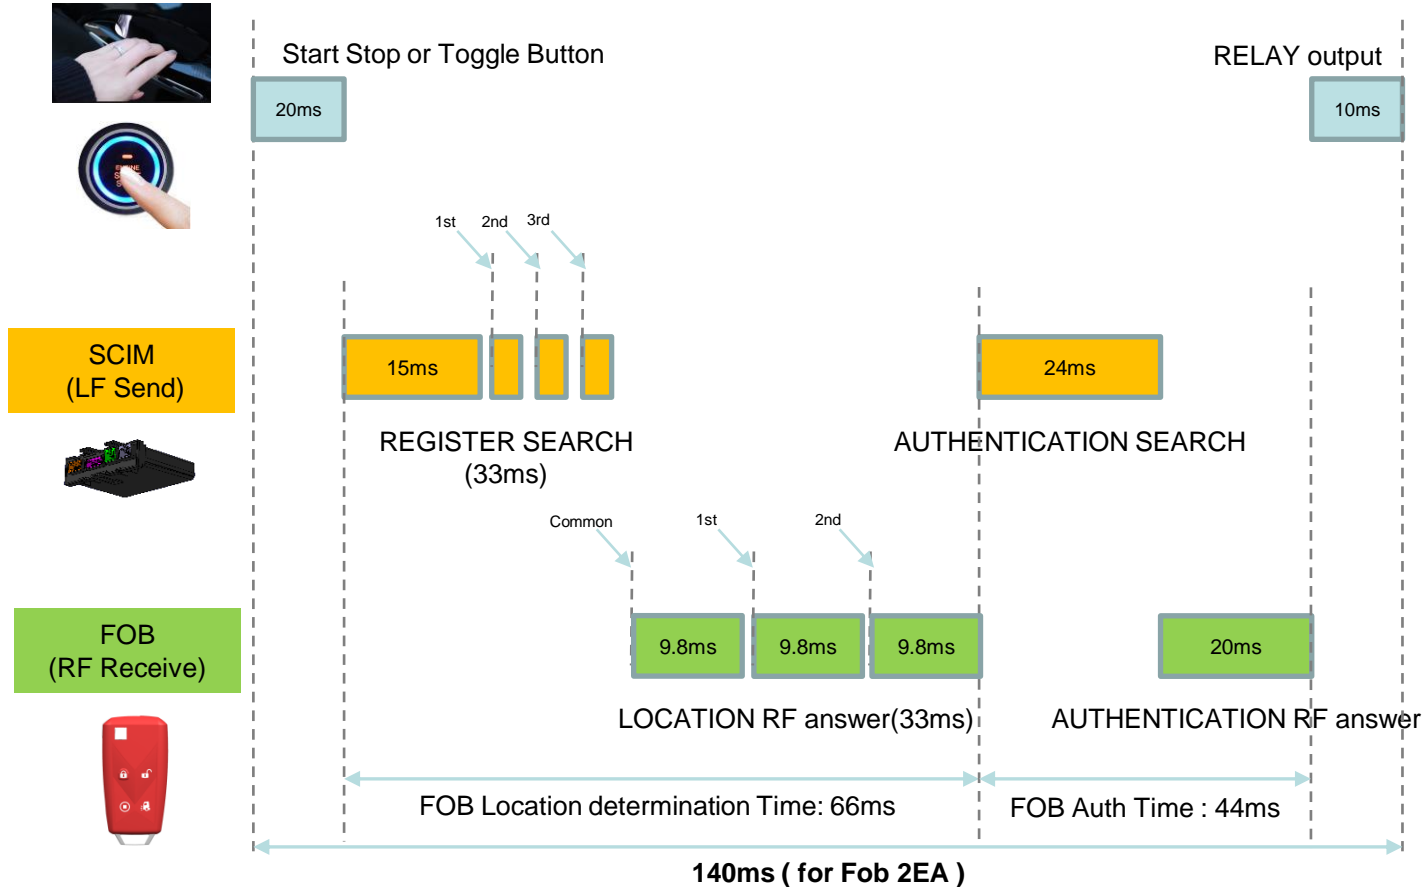 Start Stop or Toggle Button
RELAY output
20ms
10ms
1st
2nd
3rd
SCIM
(LF Send)
15ms
24ms
REGISTER SEARCH
(33ms)
AUTHENTICATION SEARCH
Common
1st
2nd
FOB
(RF Receive)
9.8ms
9.8ms
9.8ms
20ms
LOCATION RF answer(33ms)
AUTHENTICATION RF answer
FOB Location determination Time: 66ms
FOB Auth Time : 44ms
140ms ( for Fob 2EA )